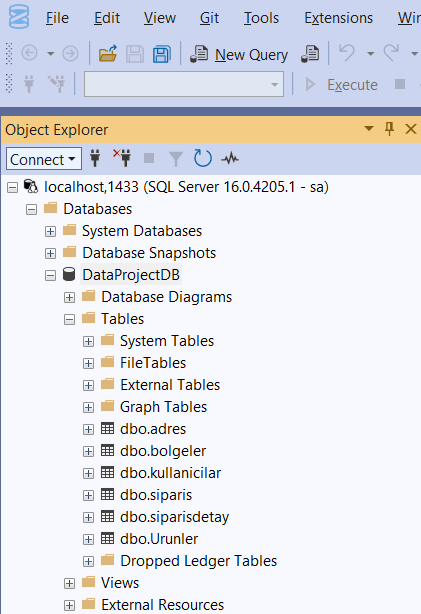 File Edit View Git Tools Extensions
New Query
Execute
Object Explorer
Connect
localhost,1433 (SQL Server 16.0.4205.1 - sa)
Databases
System Databases
Database Snapshots
DataProjectDB
Database Diagrams
Tables
System Tables
FileTables
External Tables
Graph Tables
dbo.adres
dbo.bolgeler
dbo.kullanicilar
dbo.siparis
dbo.siparisdetay
dbo.Urunler
Dropped Ledger Tables
Views
External Resources